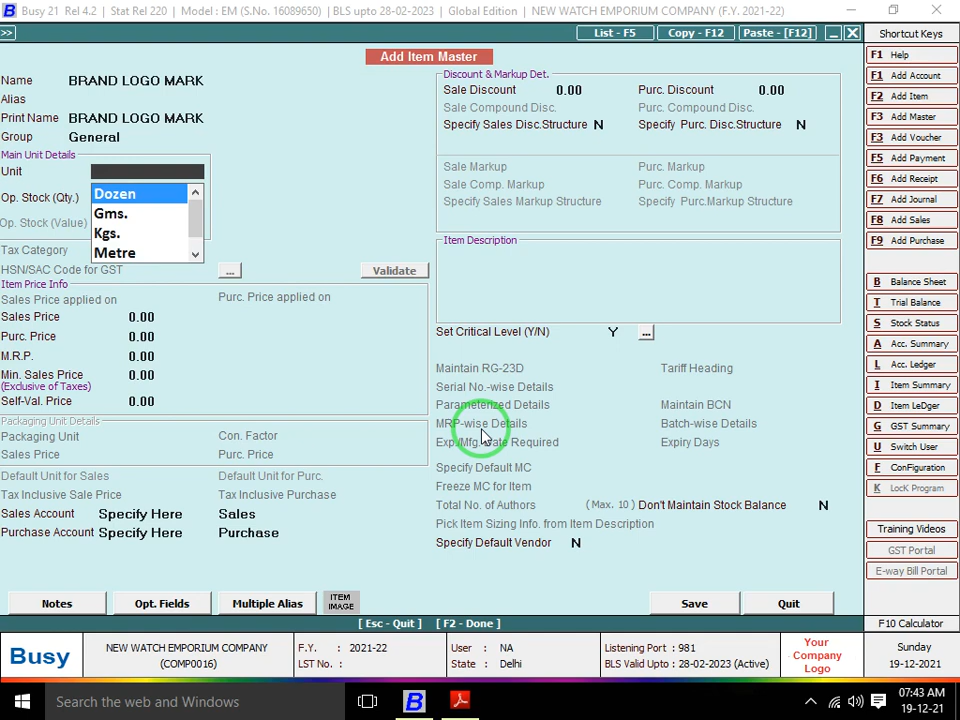 Busy 21 Rel 4.2 | Stat Rel 220 | Model : EM (S.No. 16089650) | BLS upto 28-02-2023 | Global Edition | NEW WATCH EMPORIUM COMPANY (F.Y. 2021-22)
>> List - F5 Copy - F12 Paste - [F12]
Add Item Master
Name BRAND LOGO MARK
Alias
Print Name BRAND LOGO MARK
Group General
Main Unit Details
Unit
Dozen
Gms.
Kgs.
Metre
Op. Stock (Qty.)
Op. Stock (Value)
Tax Category
HSN/SAC Code for GST ... Validate
Item Price Info
Sales Price applied on Purc. Price applied on
Sales Price 0.00
Purc. Price 0.00
M.R.P. 0.00
Min. Sales Price 0.00
(Exclusive of Taxes)
Self-Val. Price 0.00
Packaging Unit Details
Packaging Unit Con. Factor
Sales Price Purc. Price
Default Unit for Sales Default Unit for Purc.
Tax Inclusive Sale Price Tax Inclusive Purchase
Sales Account Specify Here Sales
Purchase Account Specify Here Purchase
Discount & Markup Det.
Sale Discount 0.00 Purc. Discount 0.00
Sale Compound Disc. Purc. Compound Disc.
Specify Sales Disc.Structure N Specify Purc. Disc.Structure N
Sale Markup Purc. Markup
Sale Comp. Markup Purc. Comp. Markup
Specify Sales Markup Structure Specify Purc.Markup Structure
Item Description
Set Critical Level (Y/N) Y ...
Maintain RG-23D Tariff Heading
Serial No.-wise Details
Parameterized Details Maintain BCN
MRP-wise Details Batch-wise Details
Exp./Mfg. Date Required Expiry Days
Specify Default MC
Freeze MC for Item
Total No. of Authors (Max. 10) Don't Maintain Stock Balance N
Pick Item Sizing Info. from Item Description
Specify Default Vendor N
Notes Opt. Fields Multiple Alias ITEM IMAGE Save Quit
[ Esc - Quit ] [ F2 - Done ]
Shortcut Keys
F1 Help
F1 Add Account
F2 Add Item
F3 Add Master
F3 Add Voucher
F5 Add Payment
F6 Add Receipt
F7 Add Journal
F8 Add Sales
F9 Add Purchase
B Balance Sheet
T Trial Balance
S Stock Status
A Acc. Summary
L Acc. Ledger
I Item Summary
D Item LeDger
G GST Summary
U Switch User
F ConFiguration
K LocK Program
Training Videos
GST Portal
E-way Bill Portal
F10 Calculator
Busy
NEW WATCH EMPORIUM COMPANY
(COMP0016)
F.Y. : 2021-22
LST No. :
User : NA
State : Delhi
Listening Port : 981
BLS Valid Upto : 28-02-2023 (Active)
Your
Company
Logo
Sunday
19-12-2021
Search the web and Windows
07:43 AM
19-12-21